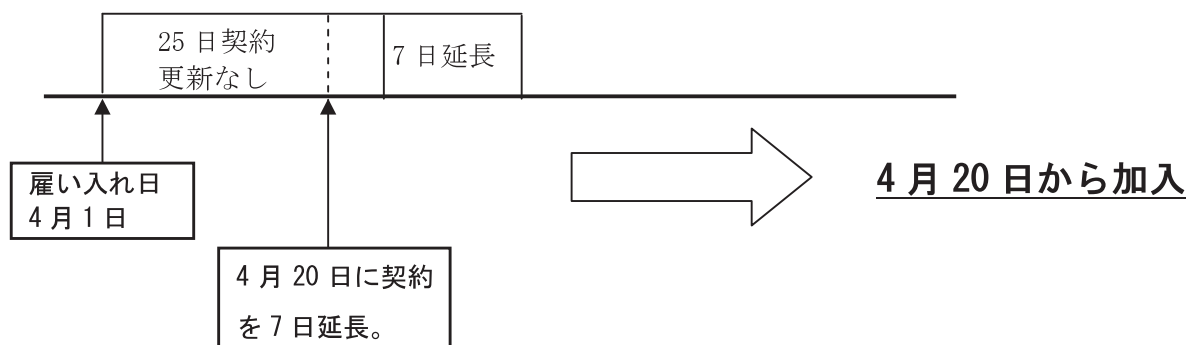 25 日契約
更新なし
7 日延長
雇い入れ日
4 月 1 日
4 月 20 日に契約
を 7 日延長。
4 月 20 日から加入